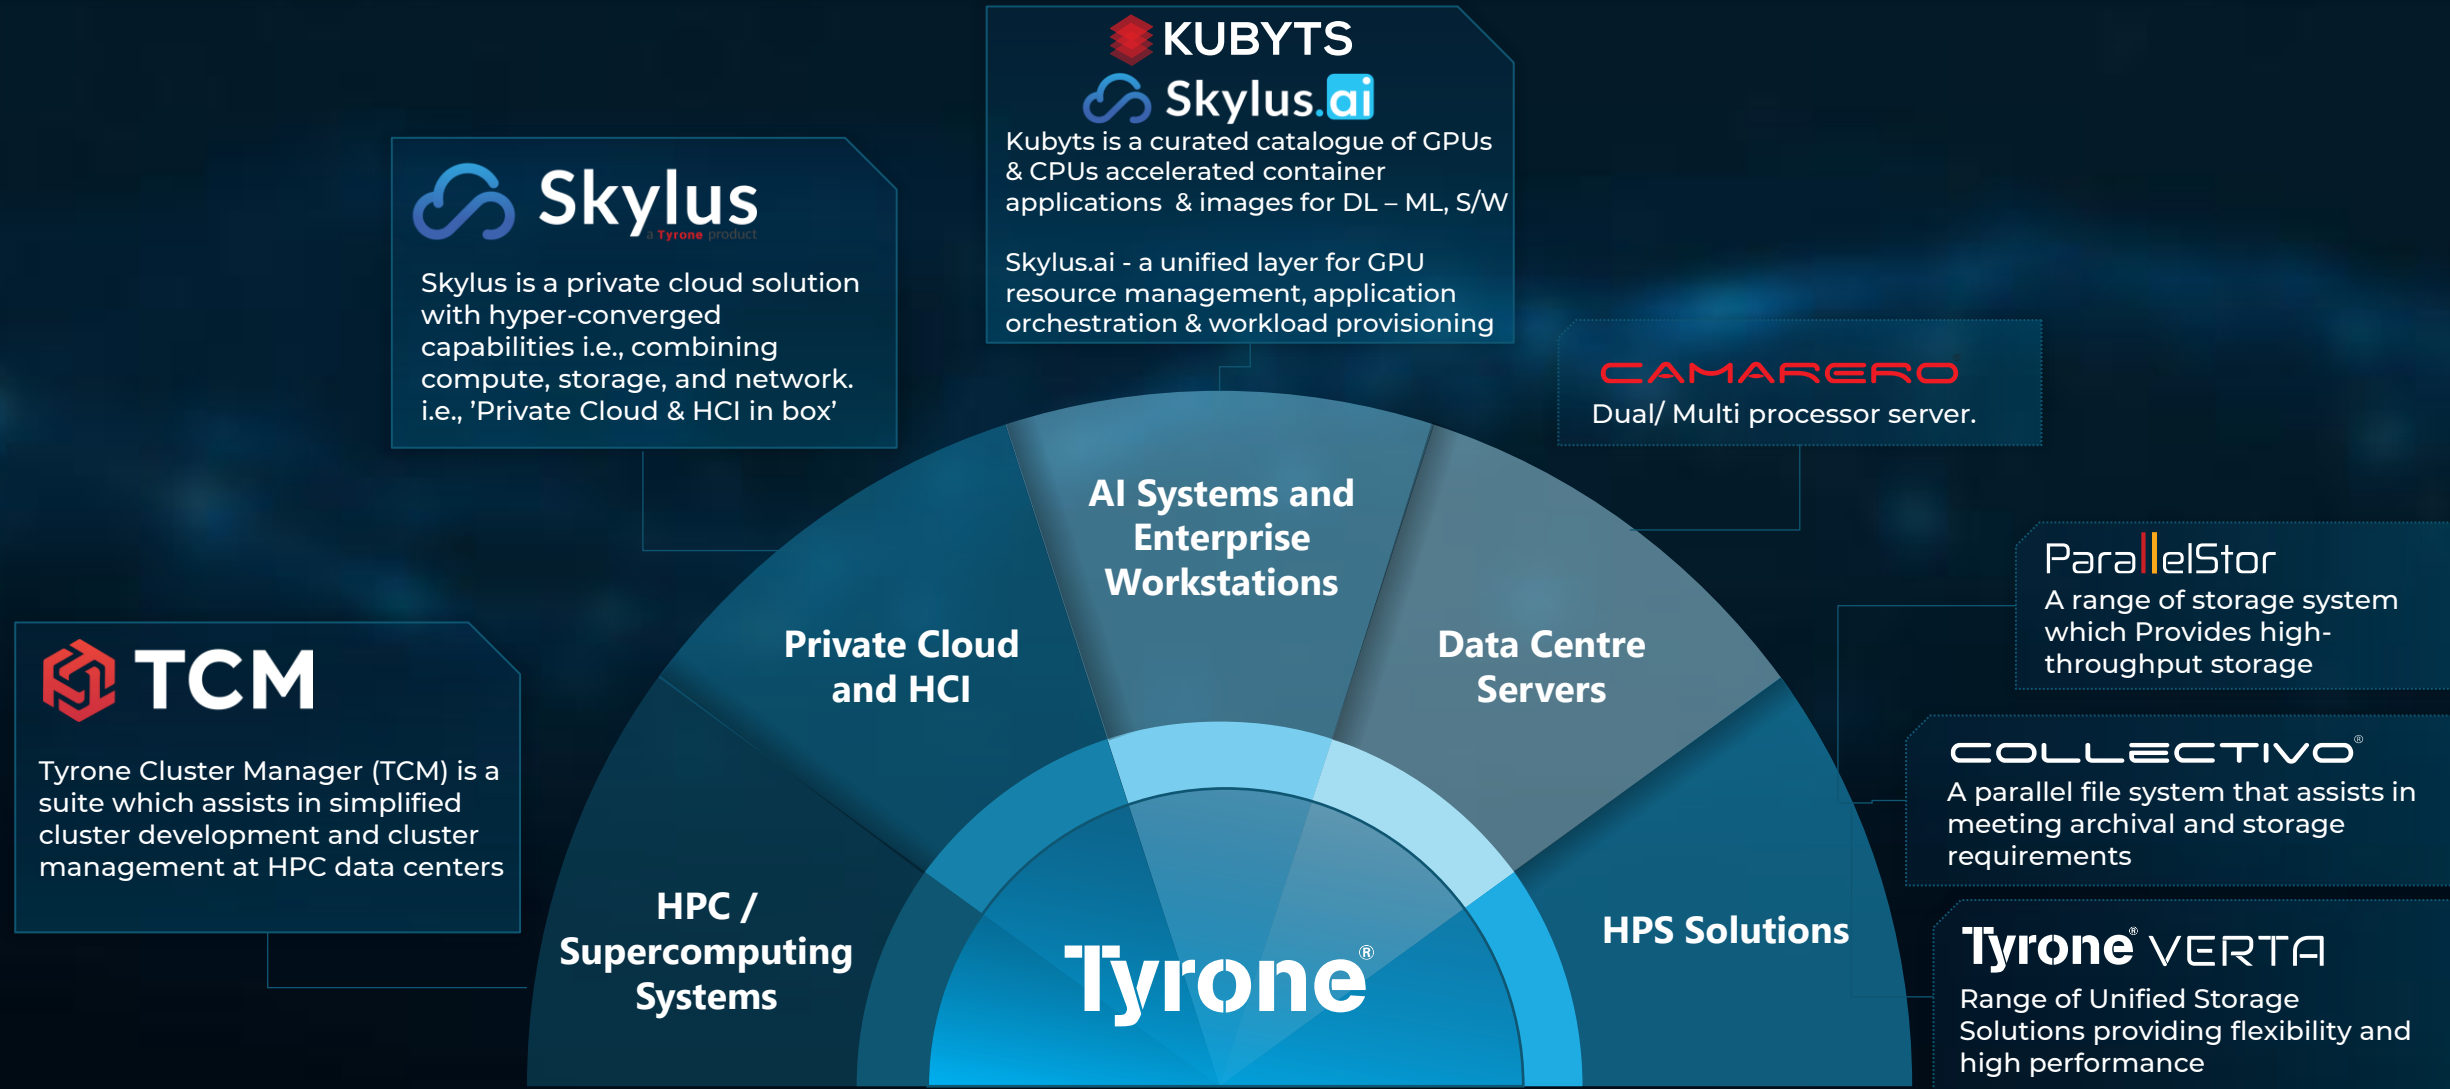 KUBYTS
Skylus.ai
Kubyts is a curated catalogue of GPUs
& CPUs accelerated container
applications & images for DL – ML, S/W
Skylus.ai - a unified layer for GPU
resource management, application
orchestration & workload provisioning
Skylus
a Tyrone product
Skylus is a private cloud solution
with hyper-converged
capabilities i.e., combining
compute, storage, and network.
i.e., ’Private Cloud & HCI in box’
CAMARERO
Dual/ Multi processor server.
TCM
Tyrone Cluster Manager (TCM) is a
suite which assists in simplified
cluster development and cluster
management at HPC data centers
ParallelStor
A range of storage system
which Provides high-
throughput storage
COLLECTIVO®
A parallel file system that assists in
meeting archival and storage
requirements
Tyrone® VERTA
Range of Unified Storage
Solutions providing flexibility and
high performance
HPC /
Supercomputing
Systems
Private Cloud
and HCI
AI Systems and
Enterprise
Workstations
Data Centre
Servers
HPS Solutions
Tyrone®